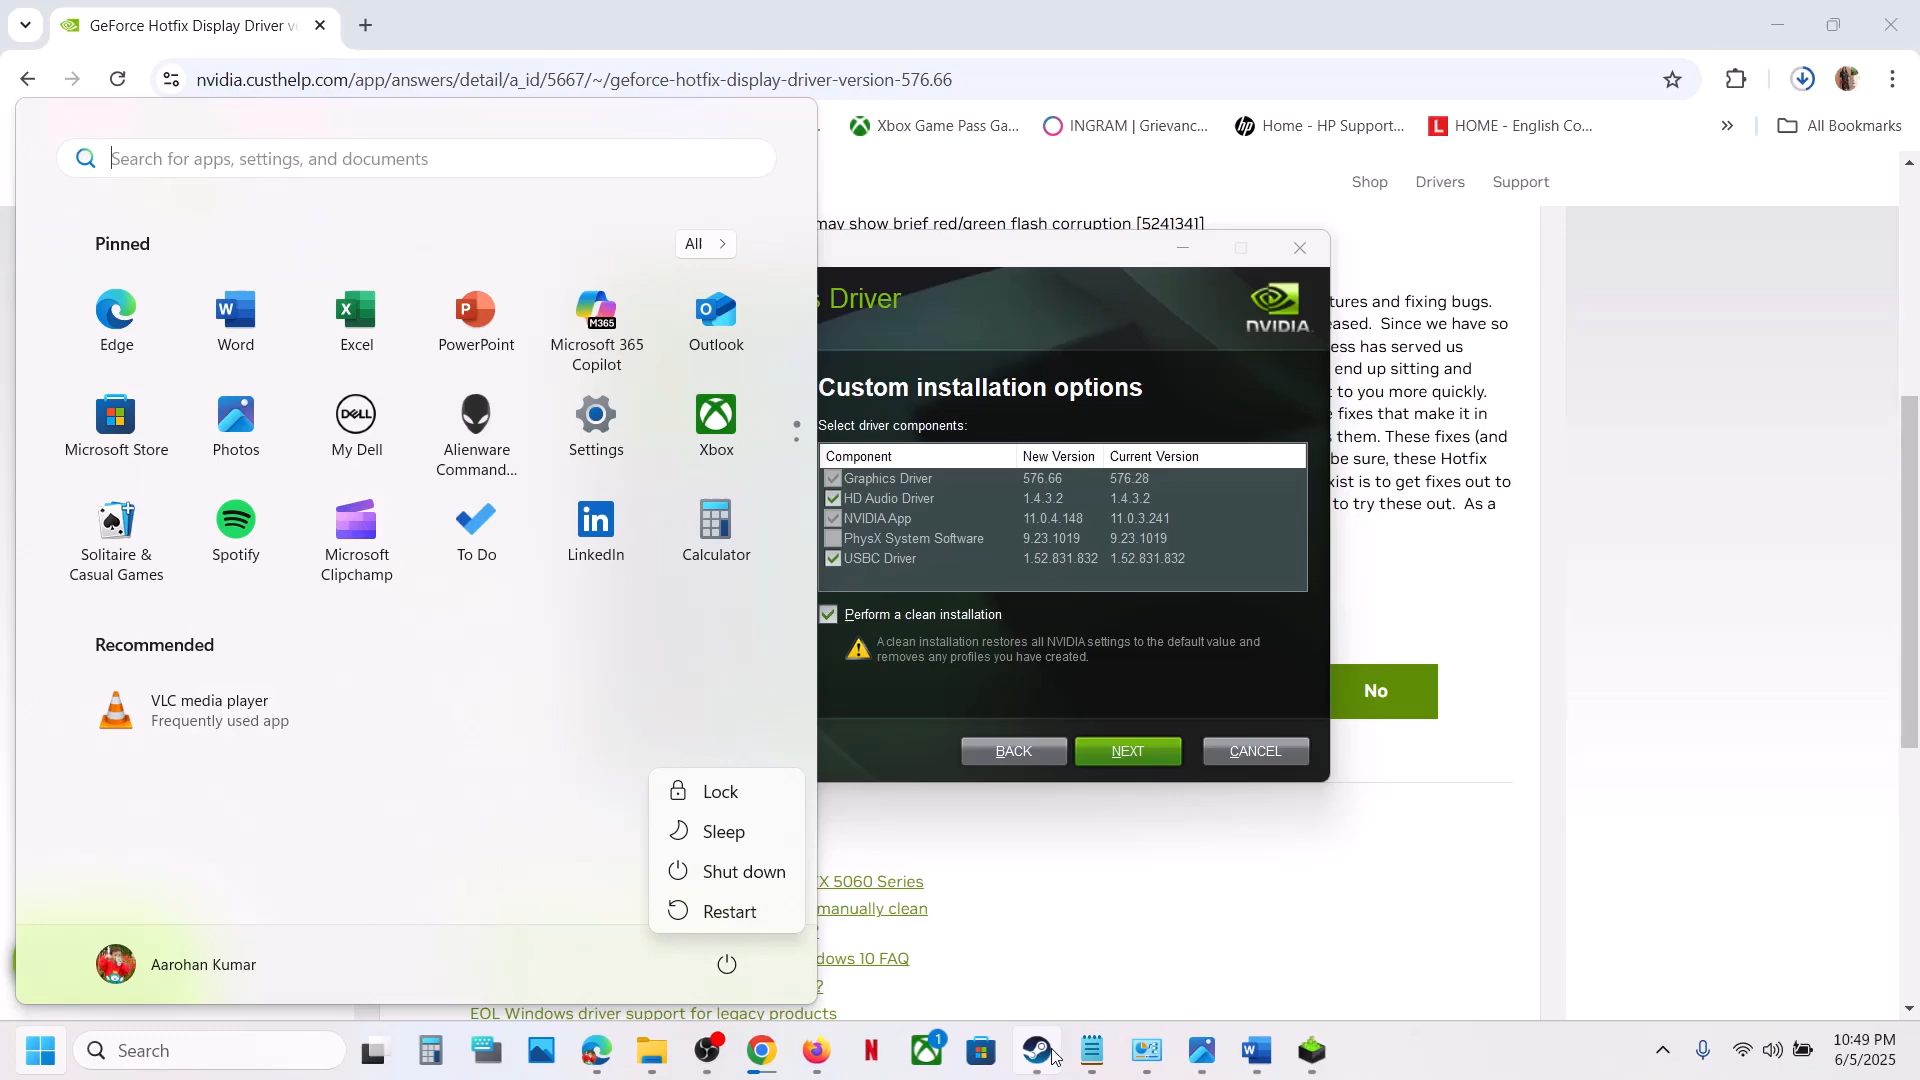 GeForce Hotfix Display Driver v
nvidia.custhelp.com/app/answers/detail/a_id/5667/~/geforce-hotfix-display-driver-version-576.66
Xbox Game Pass Ga...
INGRAM | Grievanc...
Home - HP Support...
HOME - English Co...
All Bookmarks
Search for apps, settings, and documents
Shop
Drivers
Support
may show brief red/green flash corruption [5241341]
Pinned
All
Edge
Word
Excel
PowerPoint
Microsoft 365 Copilot
Outlook
Microsoft Store
Photos
My Dell
Alienware Command...
Settings
Xbox
Solitaire & Casual Games
Spotify
Microsoft Clipchamp
To Do
LinkedIn
Calculator
Recommended
VLC media player
Frequently used app
Lock
Sleep
Shut down
Restart
Aarohan Kumar
Driver
NVIDIA
Custom installation options
Select driver components:
Component New Version Current Version
Graphics Driver 576.66 576.28
HD Audio Driver 1.4.3.2 1.4.3.2
NVIDIA App 11.0.4.148 11.0.3.241
PhysX System Software 9.23.1019 9.23.1019
USBC Driver 1.52.831.832 1.52.831.832
Perform a clean installation
A clean installation restores all NVIDIA settings to the default value and
removes any profiles you have created.
BACK
NEXT
CANCEL
tures and fixing bugs.
eased. Since we have so
ess has served us
end up sitting and
t to you more quickly.
e fixes that make it in
s them. These fixes (and
be sure, these Hotfix
xist is to get fixes out to
to try these out. As a
No
X 5060 Series
manually clean
?
dows 10 FAQ
?
EOL Windows driver support for legacy products
Search
1
10:49 PM
6/5/2025